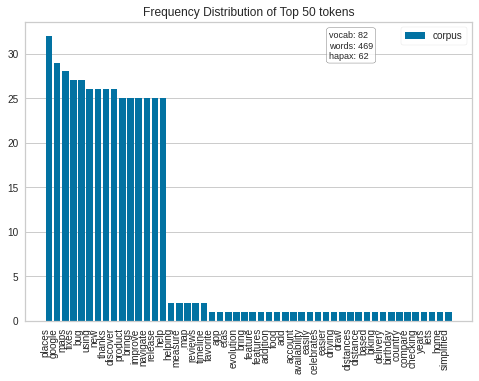 Frequency Distribution of Top 50 tokens
vocab: 82
words: 469
hapax: 62
corpus
30
25
20
15
10
5
0
places
google
maps
fixes
bug
using
new
thanks
discover
product
brings
improve
navigate
release
help
helping
measure
map
reviews
timeline
favorite
app
eas
evolution
bring
feature
features
addition
food
add
account
availability
easily
celebrates
easier
driving
draw
distances
distance
based
biking
delivery
birthday
country
compare
checking
years
lets
home
simplified